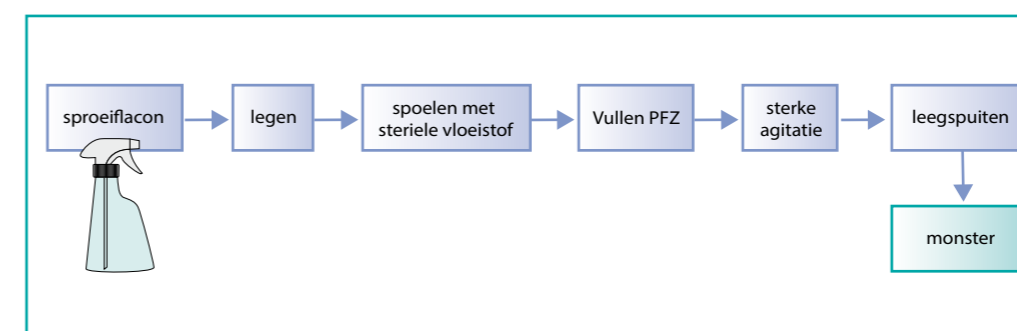 sproeiflacon
legen
spoelen met
steriele vloeistof
Vullen PFZ
sterke
agitatie
leegspuiten
monster